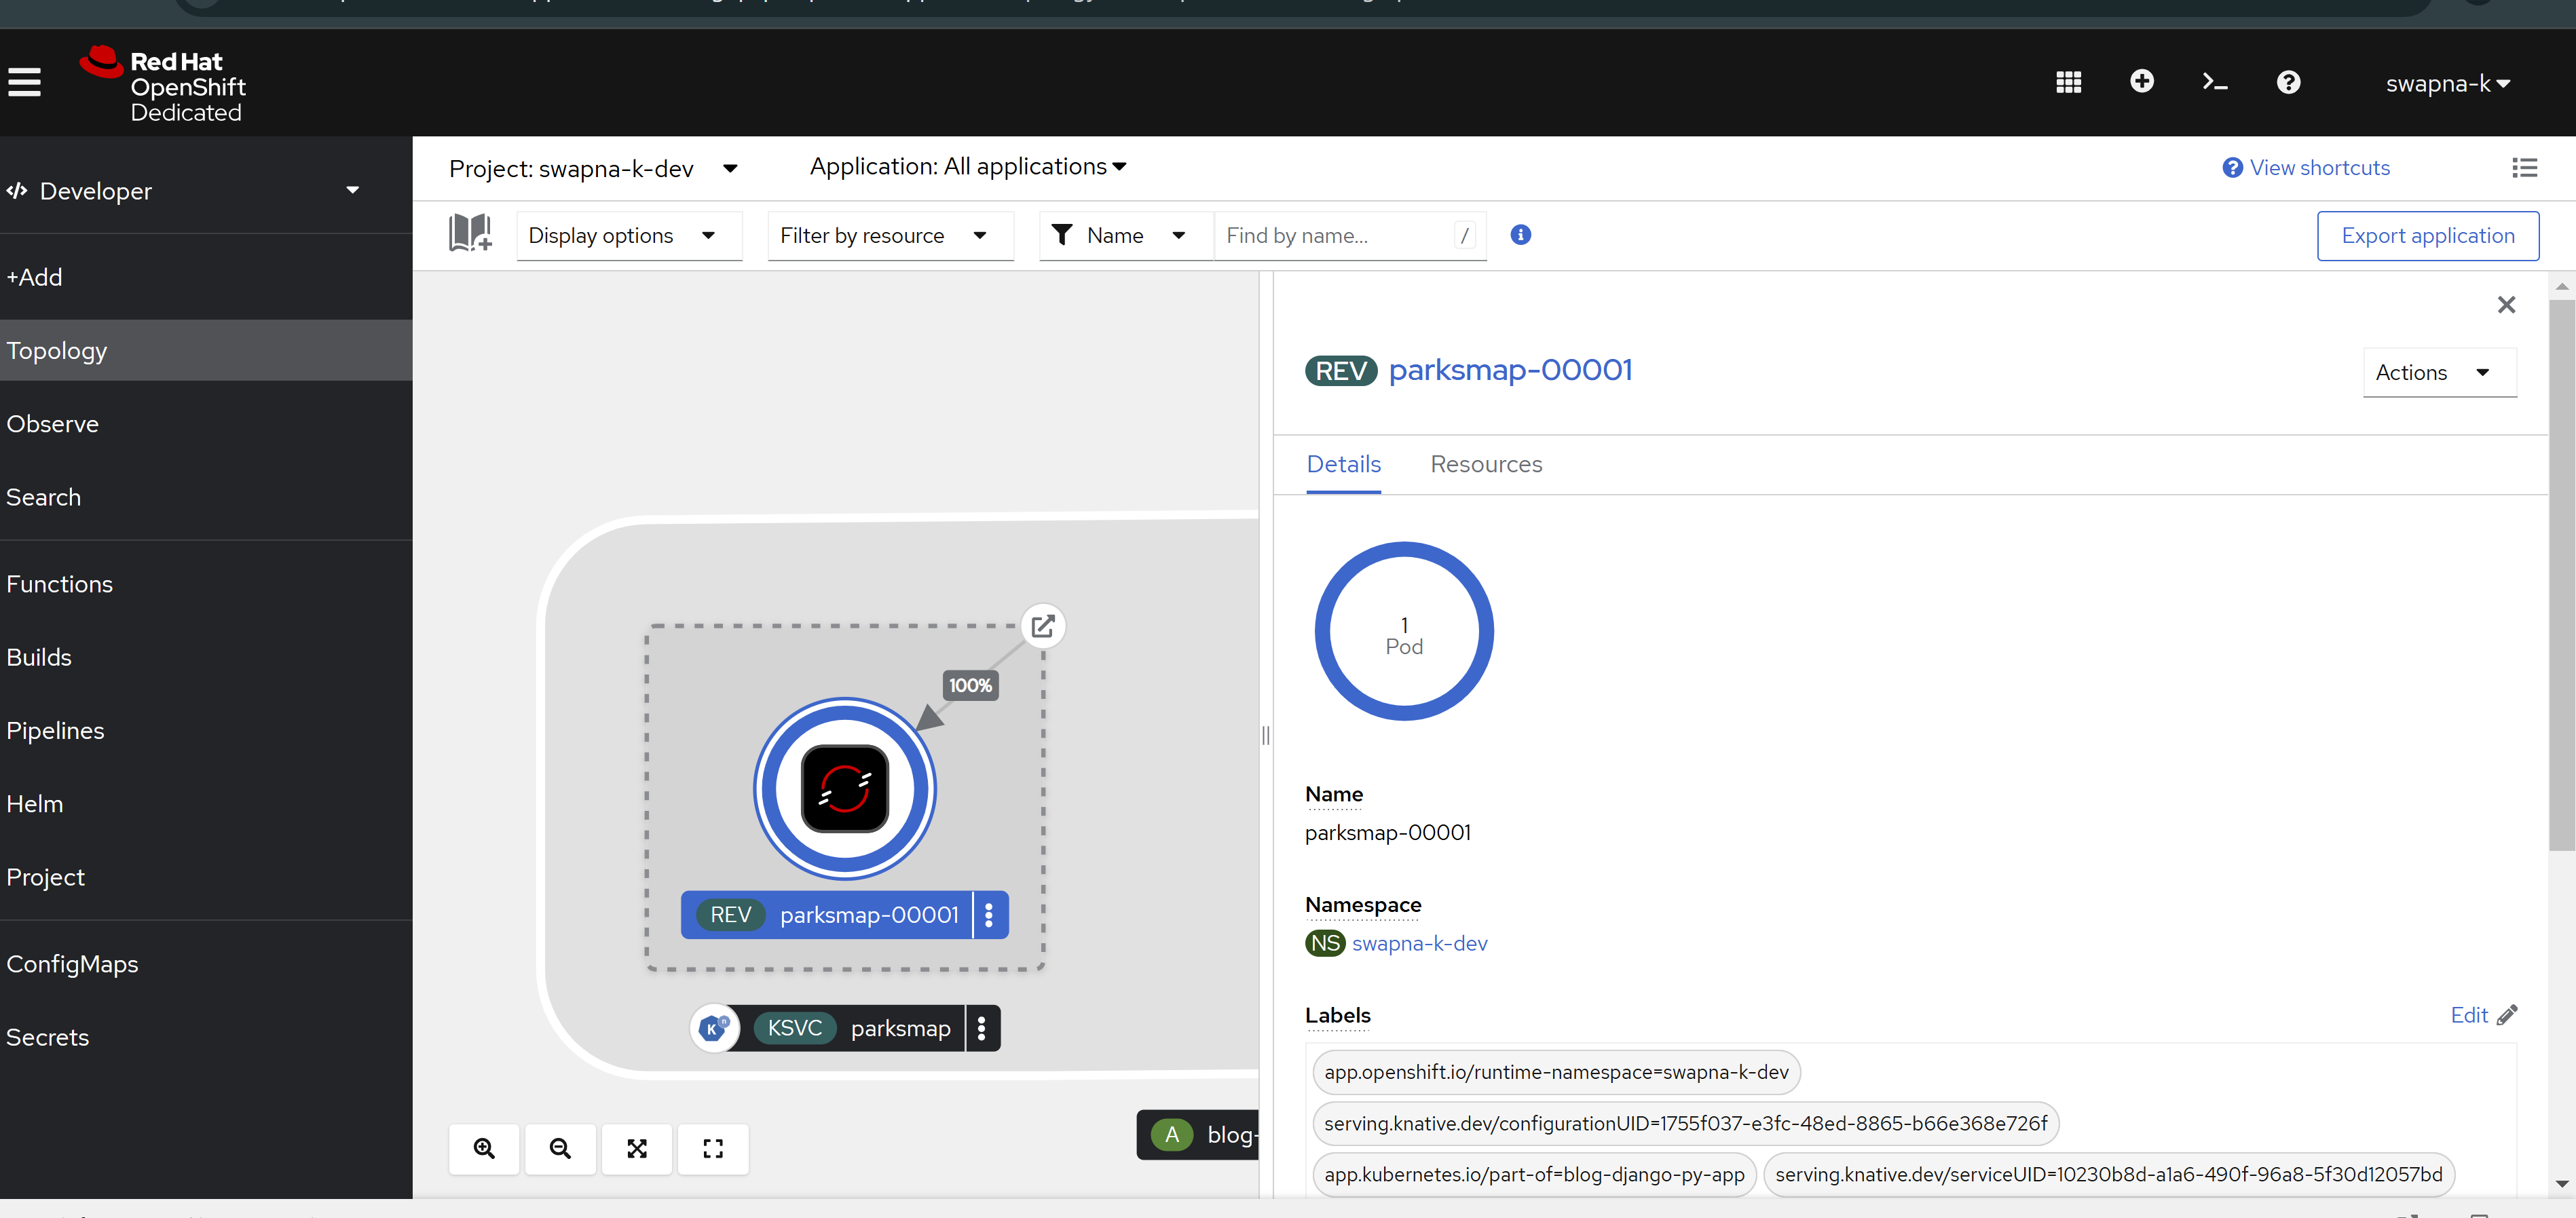 Red Hat
OpenShift
Dedicated
swapna-k
Developer
+Add
Topology
Observe
Search
Functions
Builds
Pipelines
Helm
Project
ConfigMaps
Secrets
Project: swapna-k-dev
Application: All applications
View shortcuts
Display options
Filter by resource
Name
Find by name...
/
Export application
100%
REV parksmap-00001
KSVC parksmap
A blog-
REV parksmap-00001
Actions
Details Resources
1
Pod
Name
parksmap-00001
Namespace
NS swapna-k-dev
Labels
Edit
app.openshift.io/runtime-namespace=swapna-k-dev
serving.knative.dev/configurationUID=1755f037-e3fc-48ed-8865-b66e368e726f
app.kubernetes.io/part-of=blog-django-py-app serving.knative.dev/serviceUID=10230b8d-a1a6-490f-96a8-5f30d12057bd